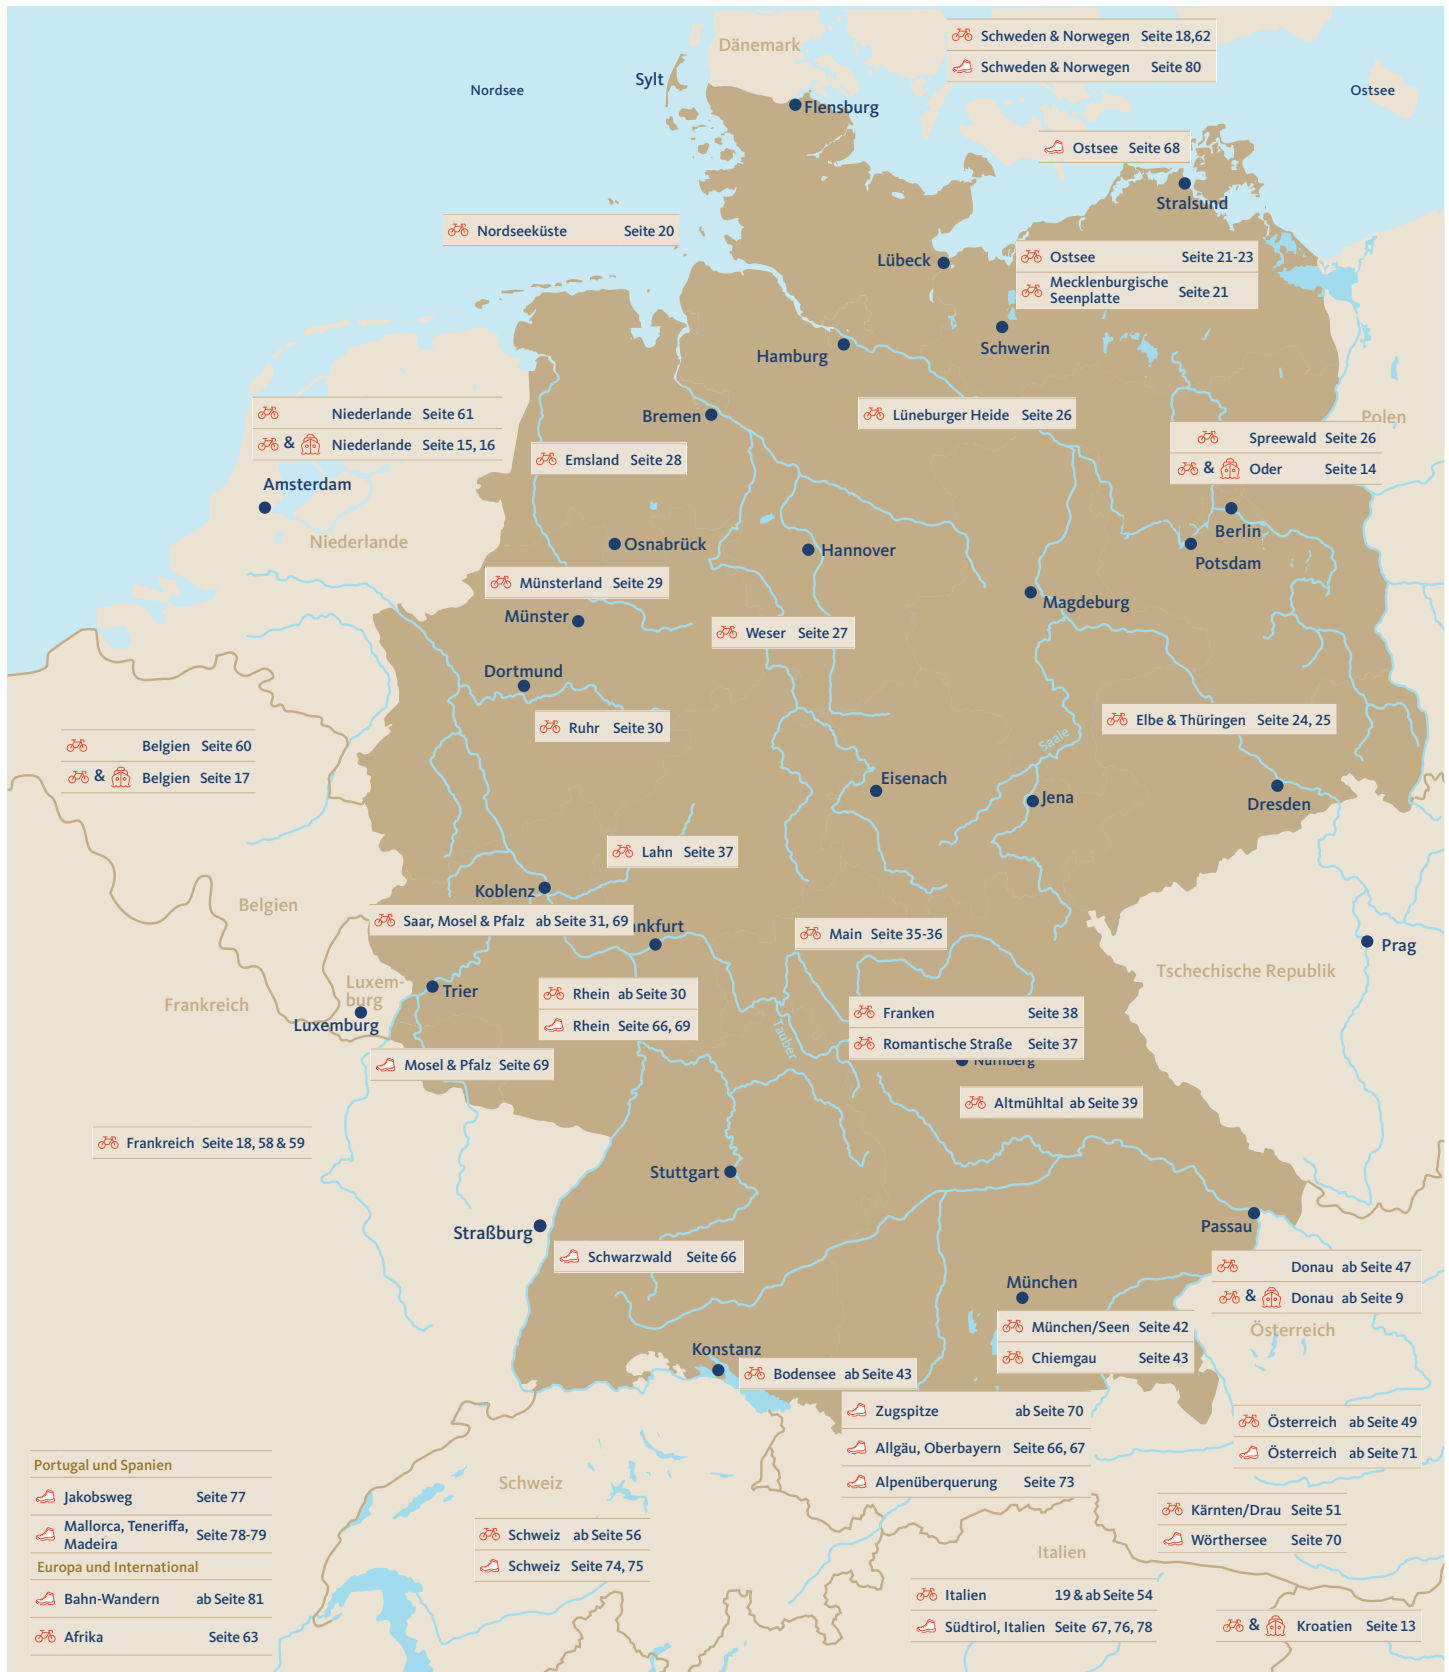 Schweden & Norwegen Seite 18,62
Dänemark
Schweden & Norwegen Seite 80
Sylt
Nordsee
Ostsee
Flensburg
Ostsee Seite 68
Stralsund
Nordseeküste Seite 20
Lübeck
Ostsee Seite 21-23
Mecklenburgische
Seenplatte Seite 21
Schwerin
Hamburg
Niederlande Seite 61
Bremen
Lüneburger Heide Seite 26
Polen
& Niederlande Seite 15, 16
Spreewald Seite 26
Emsland Seite 28
& Oder Seite 14
Amsterdam
Berlin
Niederlande
Osnabrück
Hannover
Potsdam
Münsterland Seite 29
Magdeburg
Münster
Weser Seite 27
Dortmund
Ruhr Seite 30
Elbe & Thüringen Seite 24, 25
Belgien Seite 60
Saale
& Belgien Seite 17
Eisenach
Jena
Dresden
Lahn Seite 37
Koblenz
Belgien
Saar, Mosel & Pfalz ab Seite 31, 69
nkfurt
Main Seite 35-36
Prag
Tschechische Republik
Luxem-
burg
Trier
Frankreich
Rhein ab Seite 30
Luxemburg
Rhein Seite 66, 69
Tauber
Franken Seite 38
Romantische Straße Seite 37
Nürnberg
Mosel & Pfalz Seite 69
Altmühltal ab Seite 39
Frankreich Seite 18, 58 & 59
Stuttgart
Straßburg
Passau
Schwarzwald Seite 66
Donau ab Seite 47
München
& Donau ab Seite 9
München/Seen Seite 42
Österreich
Konstanz
Chiemgau Seite 43
Bodensee ab Seite 43
Zugspitze ab Seite 70
Österreich ab Seite 49
Allgäu, Oberbayern Seite 66, 67
Österreich ab Seite 71
Alpenüberquerung Seite 73
Portugal und Spanien
Schweiz
Jakobsweg Seite 77
Kärnten/Drau Seite 51
Mallorca, Teneriffa,
Madeira Seite 78-79
Schweiz ab Seite 56
Wörthersee Seite 70
Italien
Europa und International
Schweiz Seite 74, 75
Bahn-Wandern ab Seite 81
Italien 19 & ab Seite 54
Südtirol, Italien Seite 67, 76, 78
& Kroatien Seite 13
Afrika Seite 63